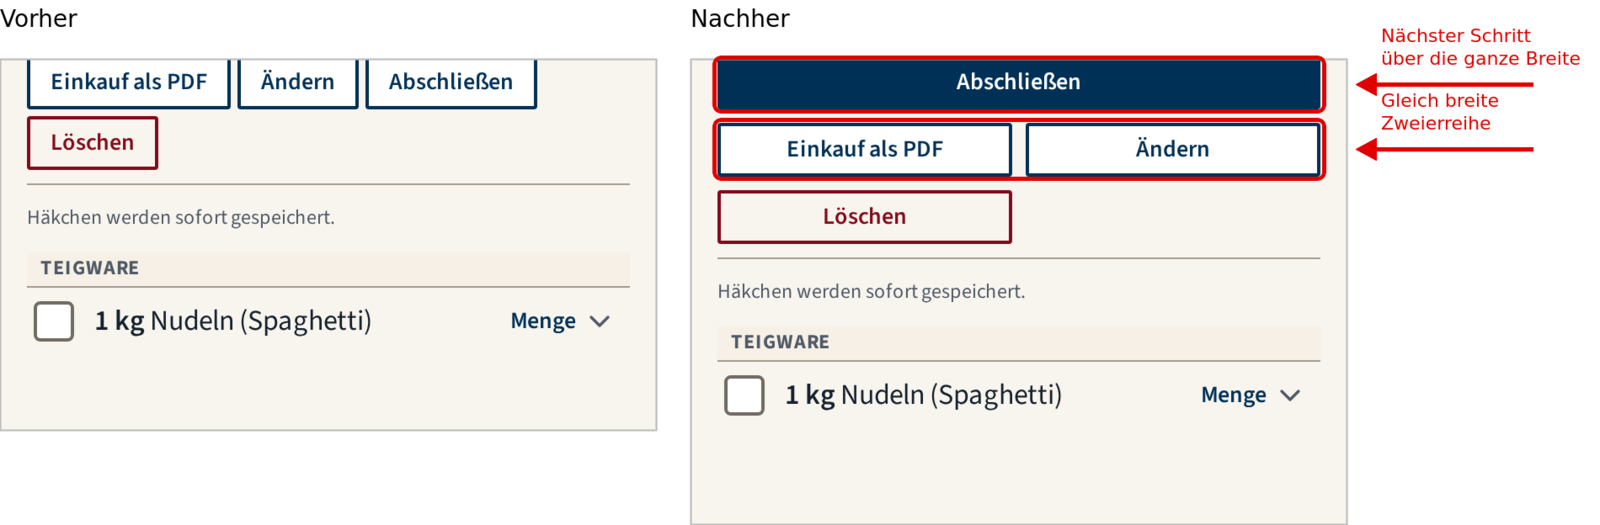 Vorher
Einkauf als PDF
Ändern
Abschließen
Löschen
Häkchen werden sofort gespeichert.
TEIGWARE
1 kg Nudeln (Spaghetti)
Menge
Nachher
Abschließen
Einkauf als PDF
Ändern
Löschen
Häkchen werden sofort gespeichert.
TEIGWARE
1 kg Nudeln (Spaghetti)
Menge
Nächster Schritt
über die ganze Breite
Gleich breite
Zweierreihe